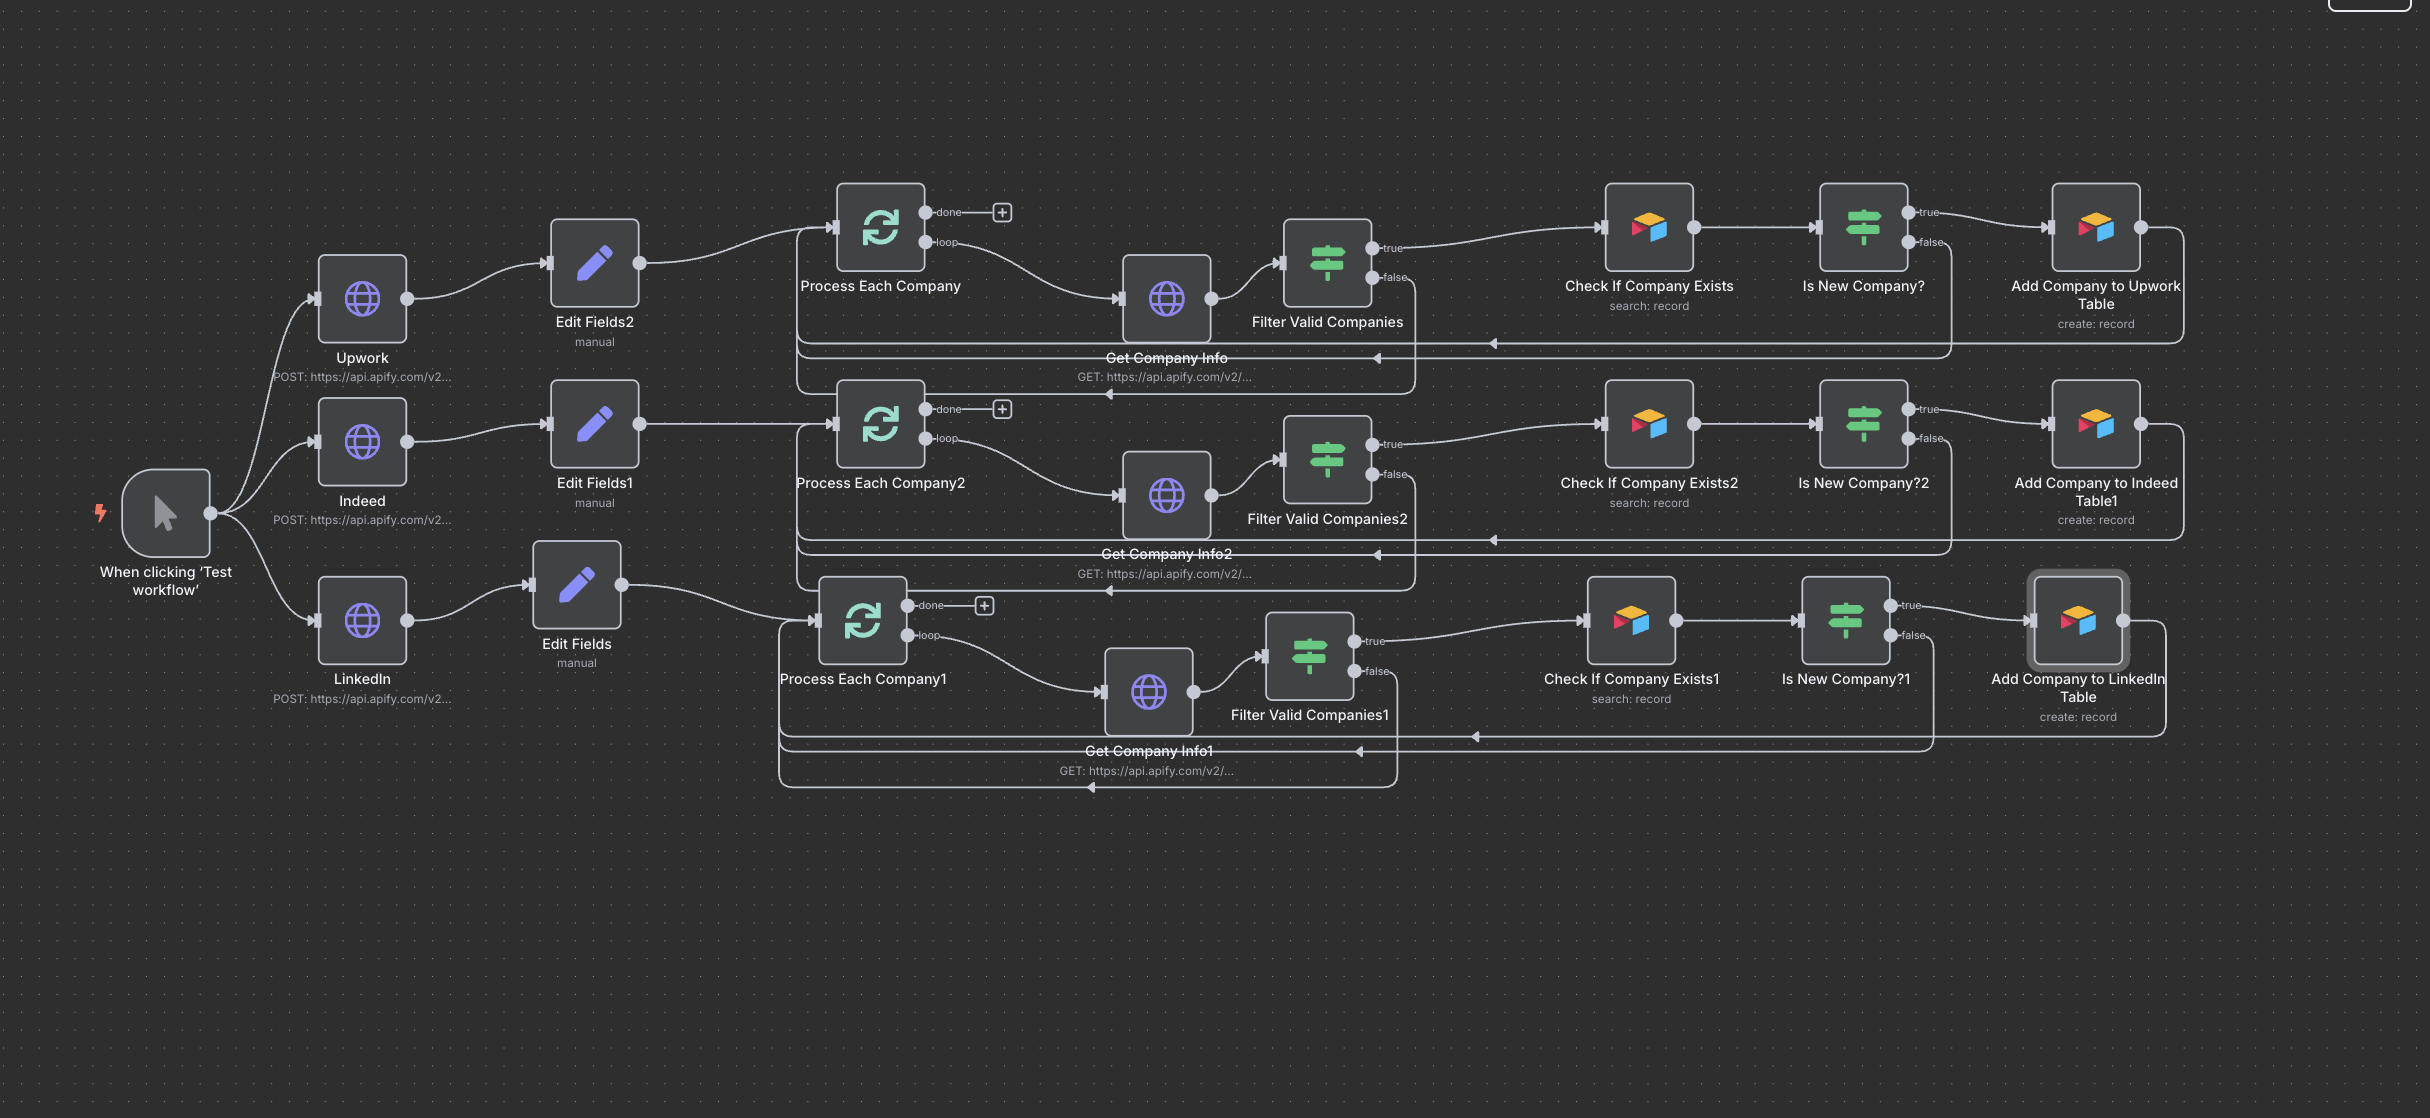 done
loop
Process Each Company
Upwork
POST: https://api.apify.com/v2...
Edit Fields2
manual
Get Company Info
GET: https://api.apify.com/v2/...
true
false
Filter Valid Companies
Check If Company Exists
search: record
true
false
Is New Company?
Add Company to Upwork
Table
create: record
Indeed
POST: https://api.apify.com/v2...
Edit Fields1
manual
done
loop
Process Each Company2
Get Company Info2
GET: https://api.apify.com/v2/...
true
false
Filter Valid Companies2
Check If Company Exists2
search: record
true
false
Is New Company?2
Add Company to Indeed
Table1
create: record
When clicking ‘Test
workflow’
LinkedIn
POST: https://api.apify.com/v2...
Edit Fields
manual
done
loop
Process Each Company1
Get Company Info1
GET: https://api.apify.com/v2/...
true
false
Filter Valid Companies1
Check If Company Exists1
search: record
true
false
Is New Company?1
Add Company to LinkedIn
Table
create: record